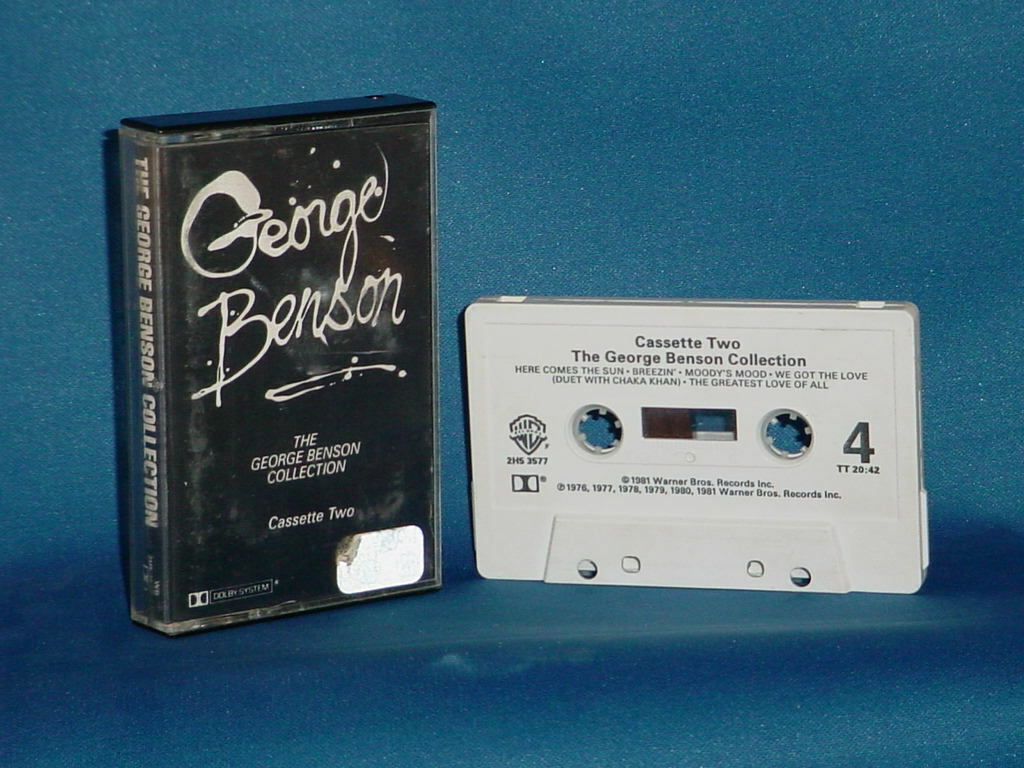 THE GEORGE BENSON COLLECTION
George
Benson
THE
GEORGE BENSON
COLLECTION
Cassette Two
DOLBY SYSTEM®
Cassette Two
The George Benson Collection
HERE COMES THE SUN • BREEZIN' • MOODY'S MOOD • WE GOT THE LOVE
(DUET WITH CHAKA KHAN) • THE GREATEST LOVE OF ALL
2HS 3577
4
TT 20:42
©1981 Warner Bros. Records Inc.
℗1976, 1977, 1978, 1979, 1980, 1981 Warner Bros. Records Inc.